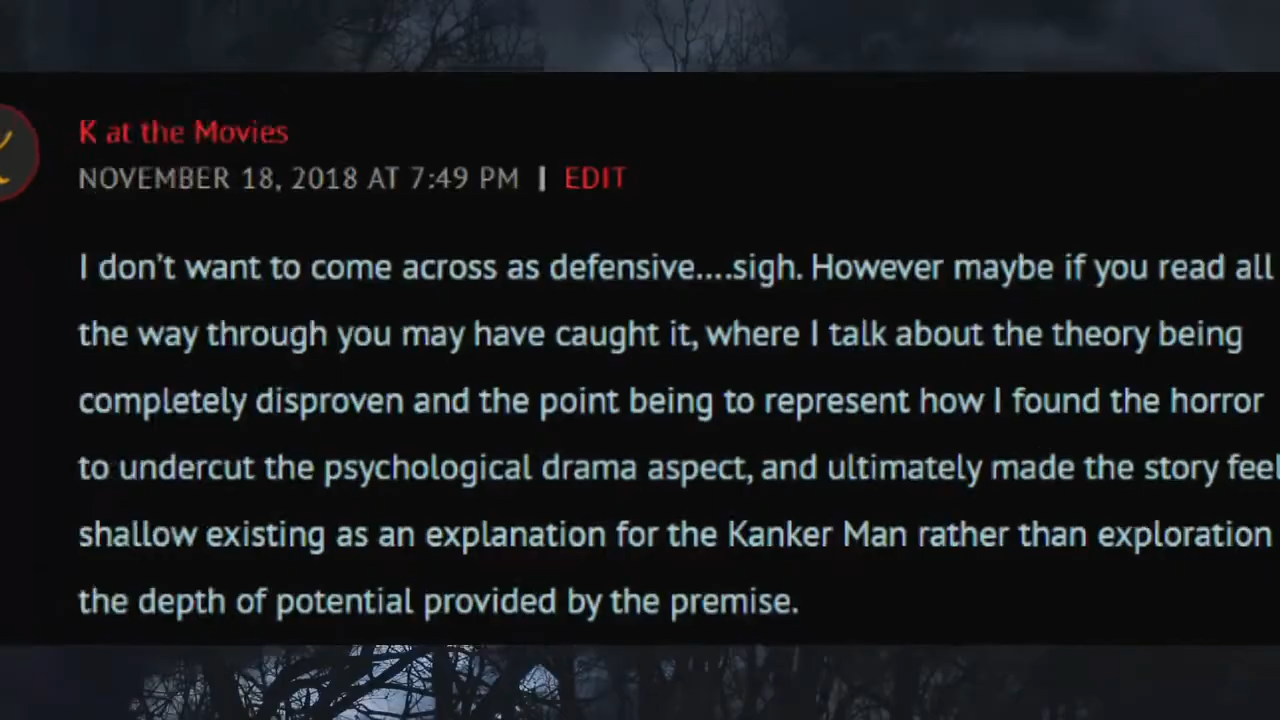 K at the Movies
NOVEMBER 18, 2018 AT 7:49 PM | EDIT
I don't want to come across as defensive....sigh. However maybe if you read all
the way through you may have caught it, where I talk about the theory being
completely disproven and the point being to represent how I found the horror
to undercut the psychological drama aspect, and ultimately made the story feel
shallow existing as an explanation for the Kanker Man rather than exploration
the depth of potential provided by the premise.